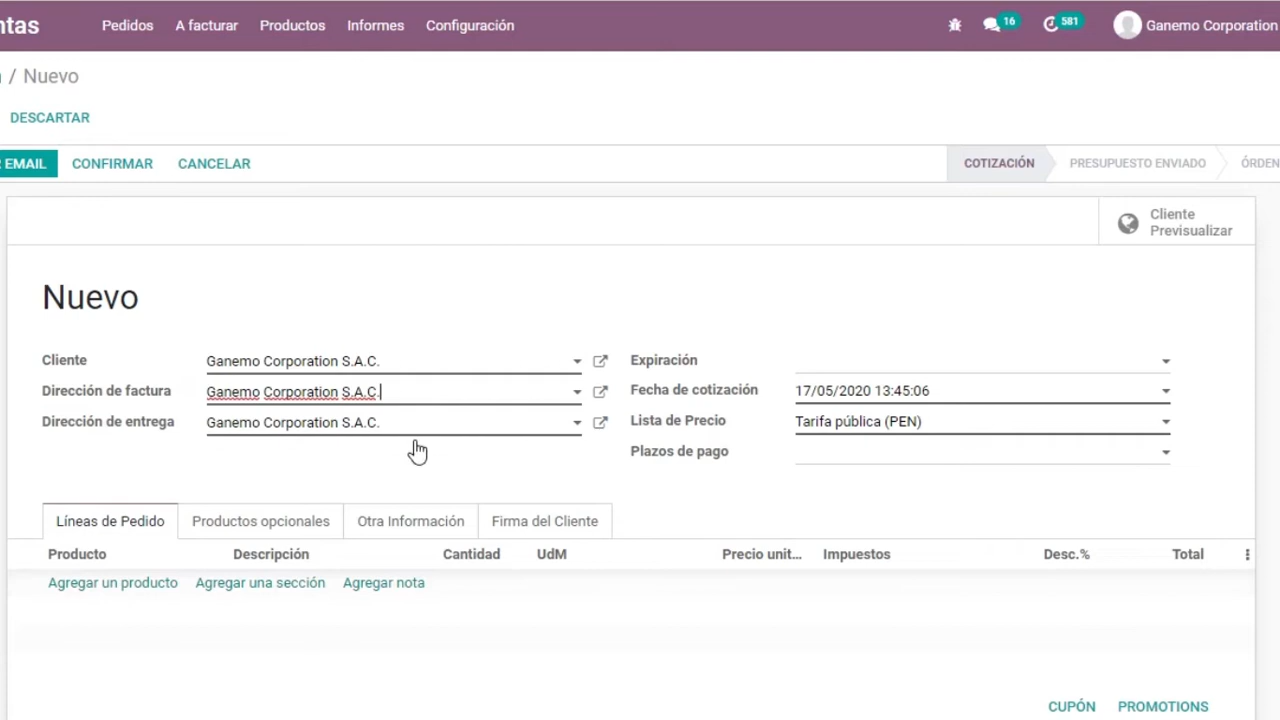 ntas Pedidos A facturar Productos Informes Configuración 16 581 Ganemo Corporation
/ Nuevo
DESCARTAR
EMAIL CONFIRMAR CANCELAR COTIZACIÓN PRESUPUESTO ENVIADO ÓRDEN
Cliente
Previsualizar
Nuevo
Cliente Ganemo Corporation S.A.C. Expiración
Dirección de factura Ganemo Corporation S.A.C. Fecha de cotización 17/05/2020 13:45:06
Dirección de entrega Ganemo Corporation S.A.C. Lista de Precio Tarifa pública (PEN)
Plazos de pago
Líneas de Pedido Productos opcionales Otra Información Firma del Cliente
Producto Descripción Cantidad UdM Precio unit... Impuestos Desc.% Total
Agregar un producto Agregar una sección Agregar nota
CUPÓN PROMOTIONS